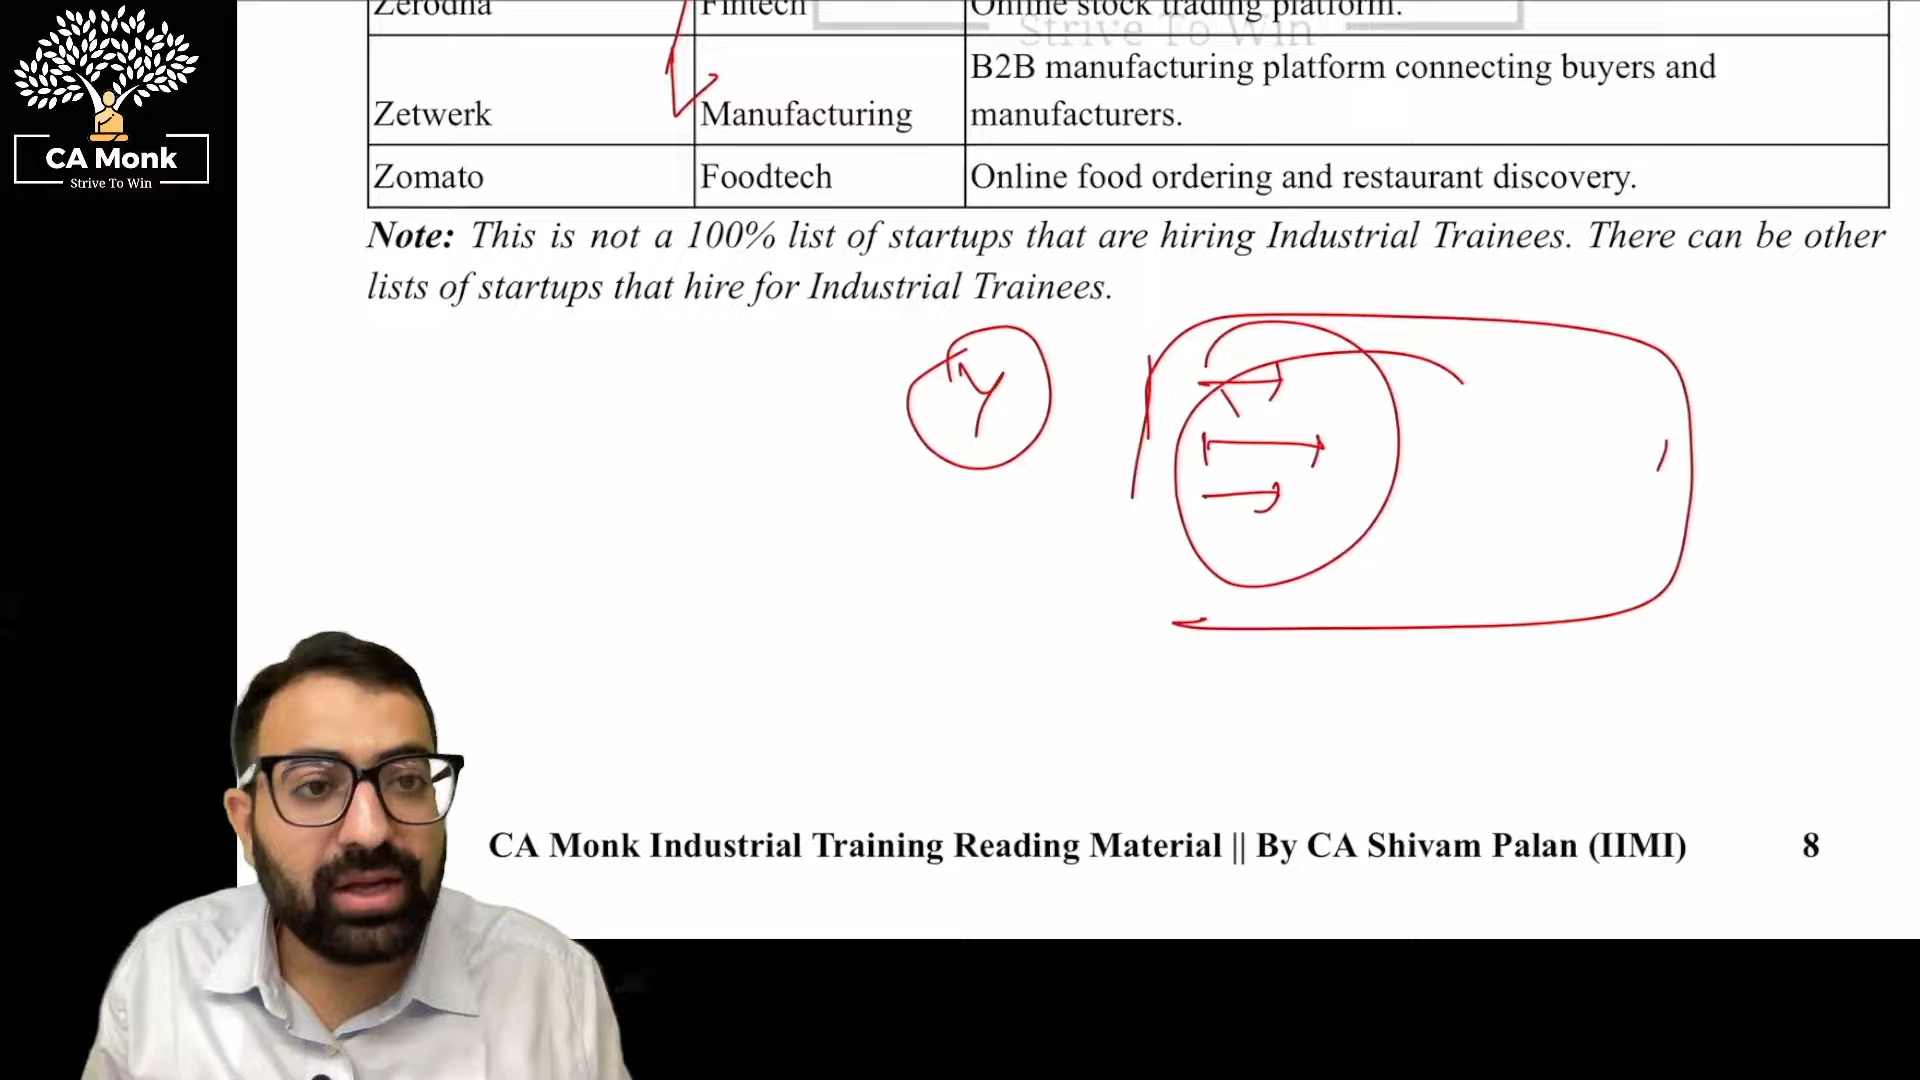 CA Monk
Strive To Win
Zerodha Fintech Online stock trading platform.
Strive To Win
Zetwerk Manufacturing B2B manufacturing platform connecting buyers and
manufacturers.
Zomato Foodtech Online food ordering and restaurant discovery.
Note: This is not a 100% list of startups that are hiring Industrial Trainees. There can be other
lists of startups that hire for Industrial Trainees.
Y
CA Monk Industrial Training Reading Material || By CA Shivam Palan (IIMI) 8